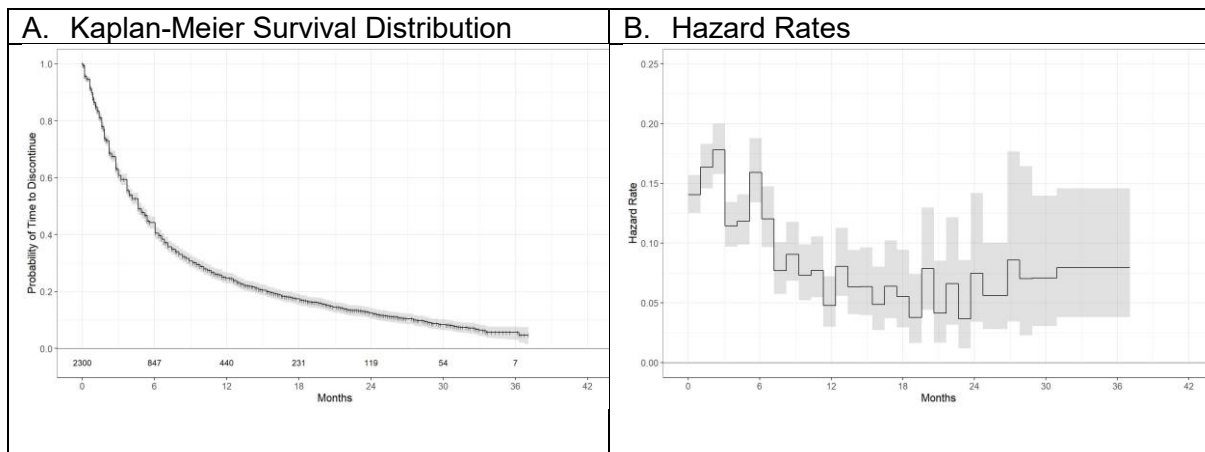 A. Kaplan-Meier Survival Distribution
Probability of Time to Discontinue
1.0
0.8
0.6
0.4
0.2
0.0
2300 847 440 231 119 54 7
0 6 12 18 24 30 36 42
Months
B. Hazard Rates
Hazard Rate
0.25
0.20
0.15
0.10
0.05
0.00
0 6 12 18 24 30 36 42
Months